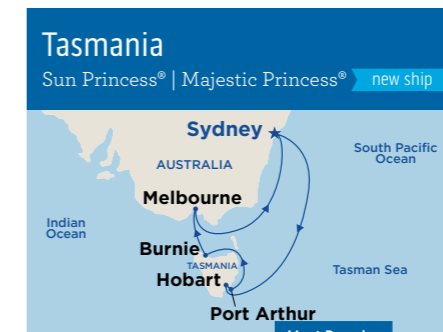 Tasmania
Sun Princess® | Majestic Princess® new ship
Sydney
South Pacific
Ocean
AUSTRALIA
Melbourne
Indian
Ocean
Burnie
TASMANIA
Tasman Sea
Hobart
Port Arthur